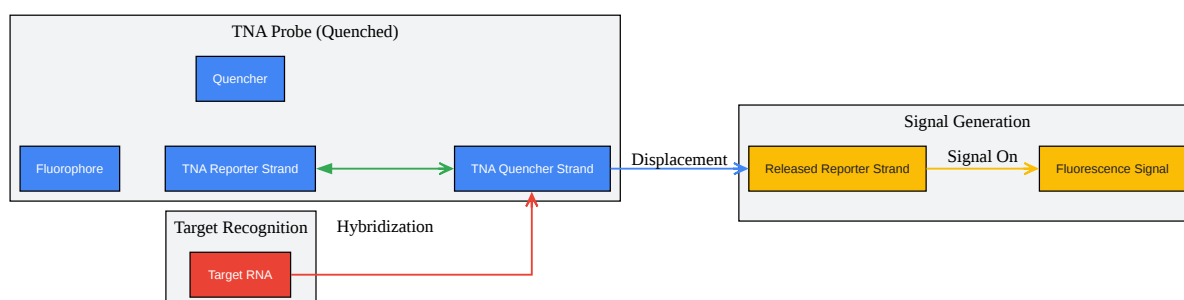 TNA Probe (Quenched)
Quencher
Fluorophore
TNA Reporter Strand
TNA Quencher Strand
Displacement
Signal Generation
Released Reporter Strand
Signal On
Fluorescence Signal
Target Recognition
Hybridization
Target RNA